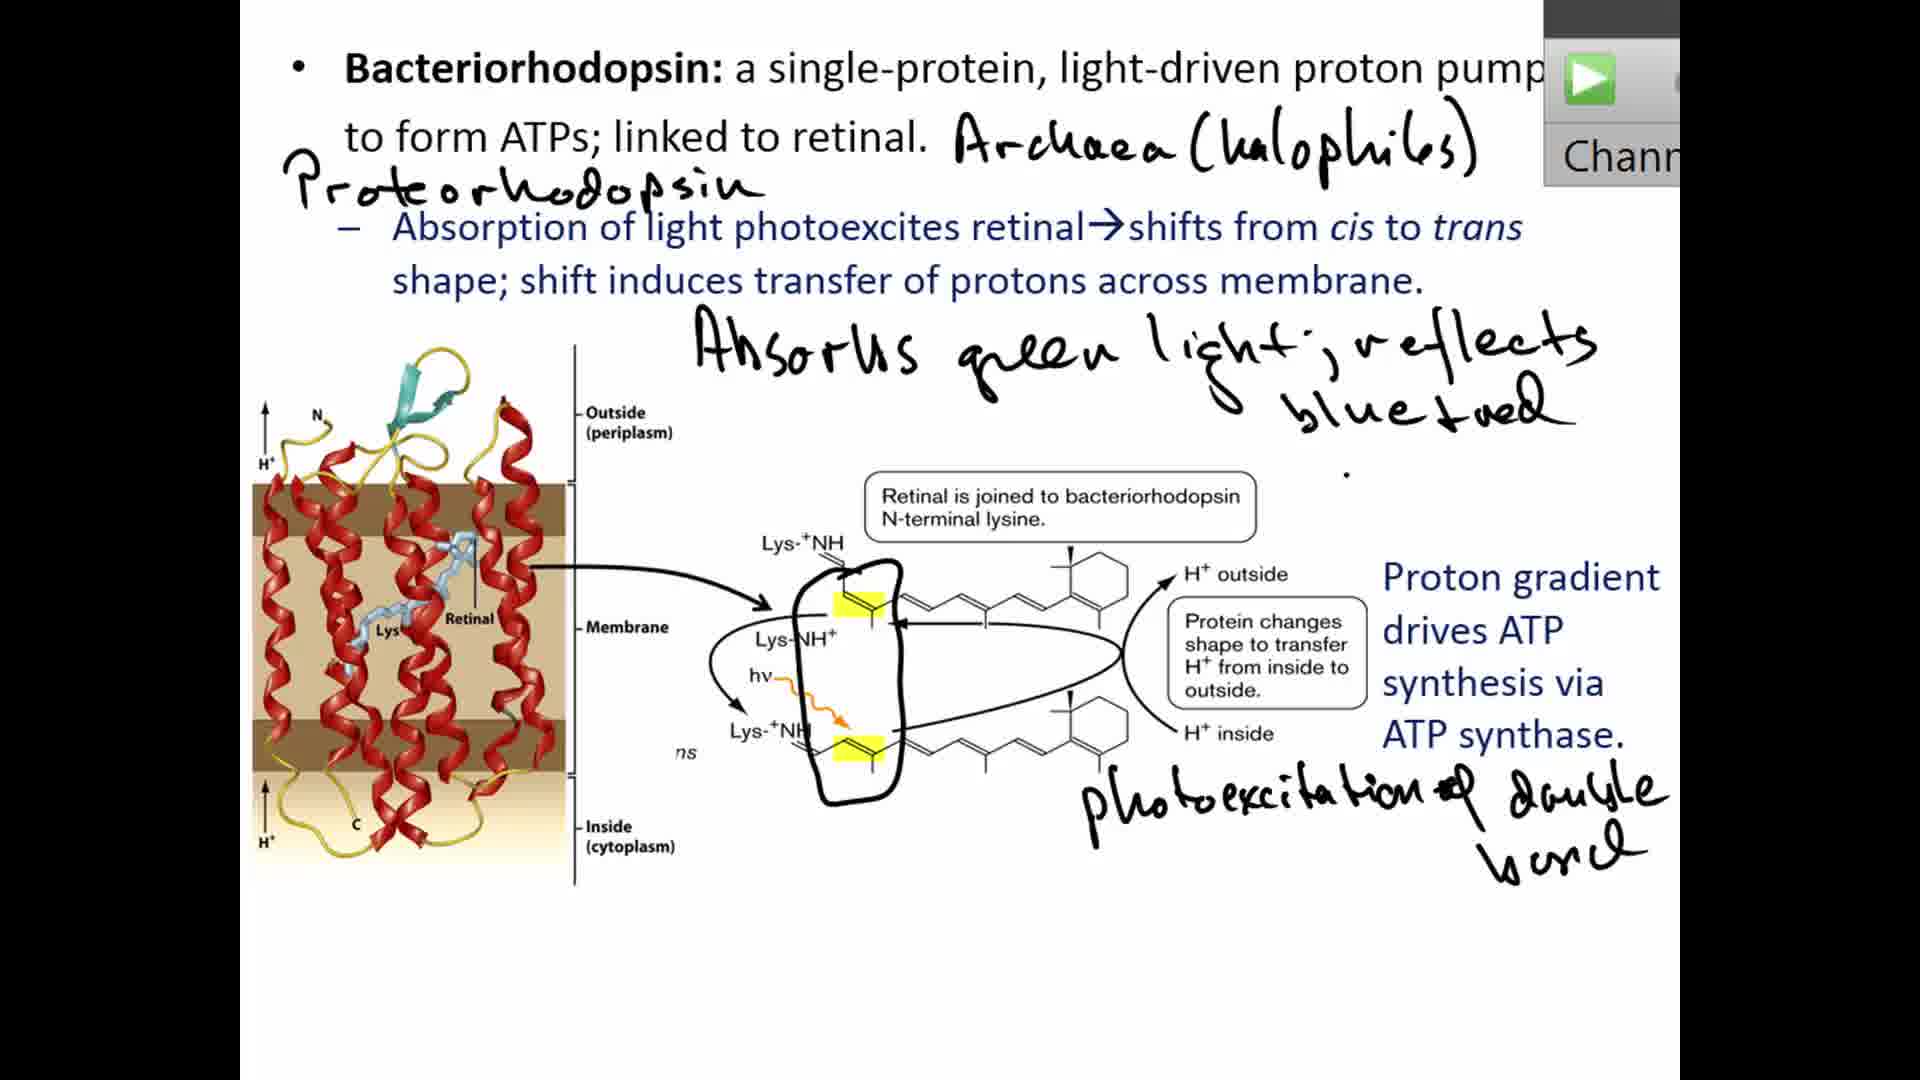 • Bacteriorhodopsin: a single-protein, light-driven proton pump
to form ATPs; linked to retinal. Archaea (halophiles)
Proteorhodopsin
– Absorption of light photoexcites retinal→shifts from cis to trans
shape; shift induces transfer of protons across membrane.
Absorbs green light; reflects
blue + red
Chann
N
H+
Outside
(periplasm)
Retinal
Lys
Membrane
C
H+
Inside
(cytoplasm)
Retinal is joined to bacteriorhodopsin
N-terminal lysine.
Lys-+NH
Lys-NH+
hν
Lys-+NH
ns
H+ outside
Protein changes
shape to transfer
H+ from inside to
outside.
H+ inside
Proton gradient
drives ATP
synthesis via
ATP synthase.
photoexcitation of double
bond